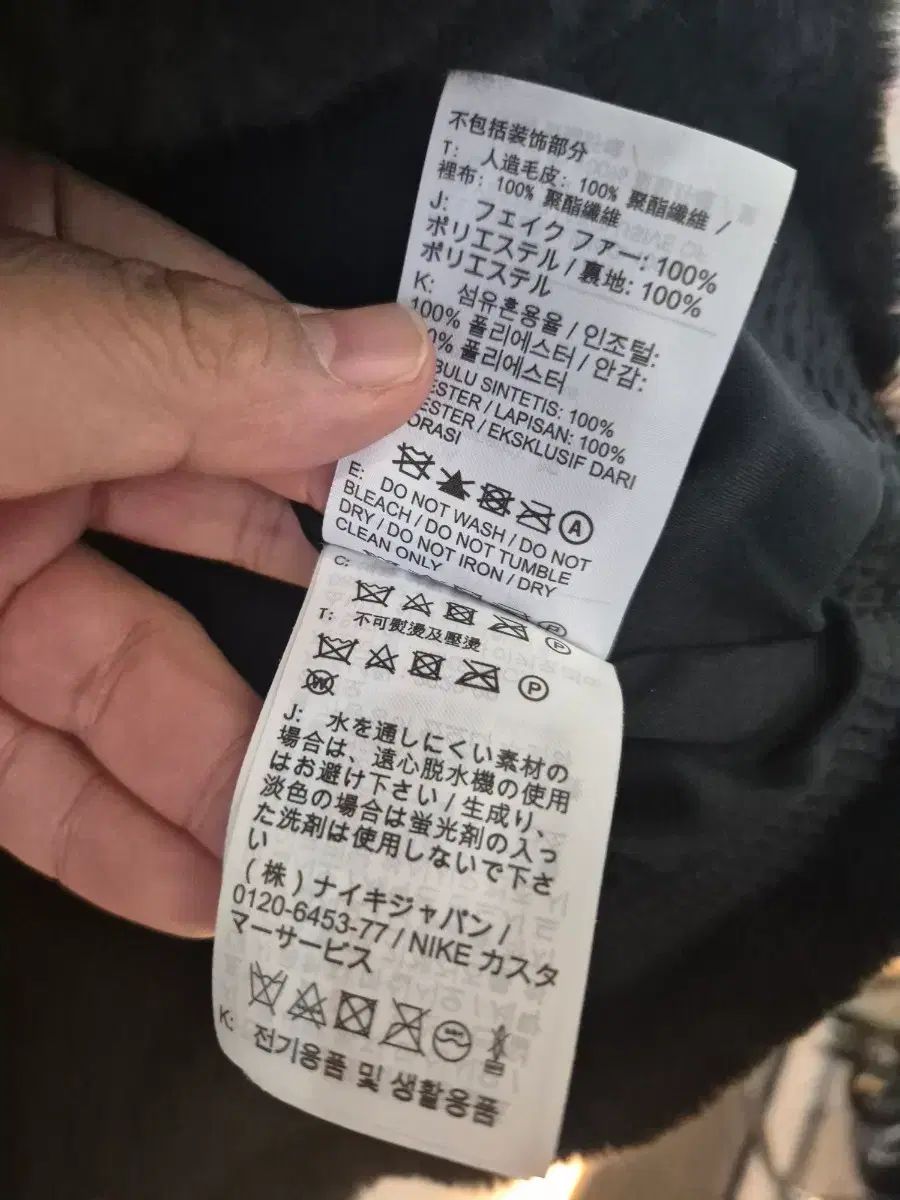 不包括装饰部分
T: 人造毛皮: 100% 聚酯纖維 /
裡布: 100% 聚酯纖維
J: フェイク ファー: 100%
ポリエステル / 裏地: 100%
ポリエステル
K: 섬유혼용율 / 인조털:
100% 폴리에스터 / 안감:
0% 폴리에스터
BULU SINTETIS: 100%
ESTER / LAPISAN: 100%
ESTER / EKSKLUSIF DARI
ORASI
A
E: DO NOT WASH / DO NOT
BLEACH / DO NOT TUMBLE
DRY / DO NOT IRON / DRY
CLEAN ONLY
C:
P
T: 不可熨燙及壓燙
P
W
J: 水を通しにくい素材の
場合は、遠心脱水機の使用
はお避け下さい / 生成り、
淡色の場合は蛍光剤の入っ
た洗剤は使用しないで下さ
い
(株) ナイキジャパン /
0120-6453-77 / NIKE カスタ
マーサービス
K: 전기용품 및 생활용품